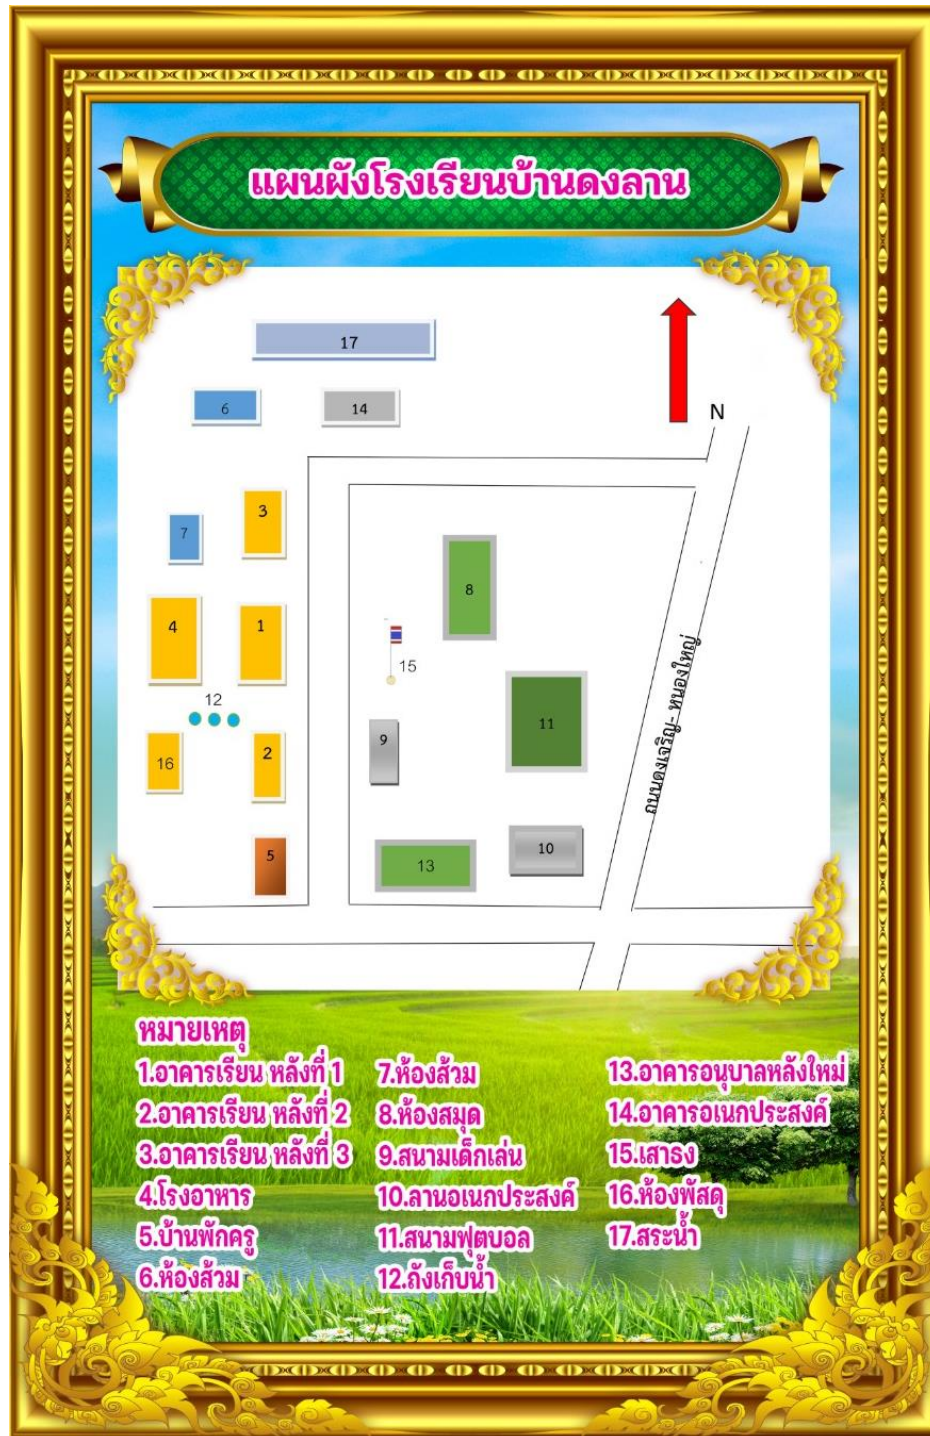 แผนผังโรงเรียนบ้านดงลาน
17
6
14
N
3
7
8
4
1
15
12
11
9
2
16
ถนนดงเจริญ- หนองใหญ่
10
5
13
หมายเหตุ
1.อาคารเรียน หลังที่ 1
2.อาคารเรียน หลังที่ 2
3.อาคารเรียน หลังที่ 3
4.โรงอาหาร
5.บ้านพักครู
6.ห้องส้วม
7.ห้องส้วม
8.ห้องสมุด
9.สนามเด็กเล่น
10.ลานอเนกประสงค์
11.สนามฟุตบอล
12.ถังเก็บน้ำ
13.อาคารอนุบาลหลังใหม่
14.อาคารอเนกประสงค์
15.เสาธง
16.ห้องพัสดุ
17.สระน้ำ